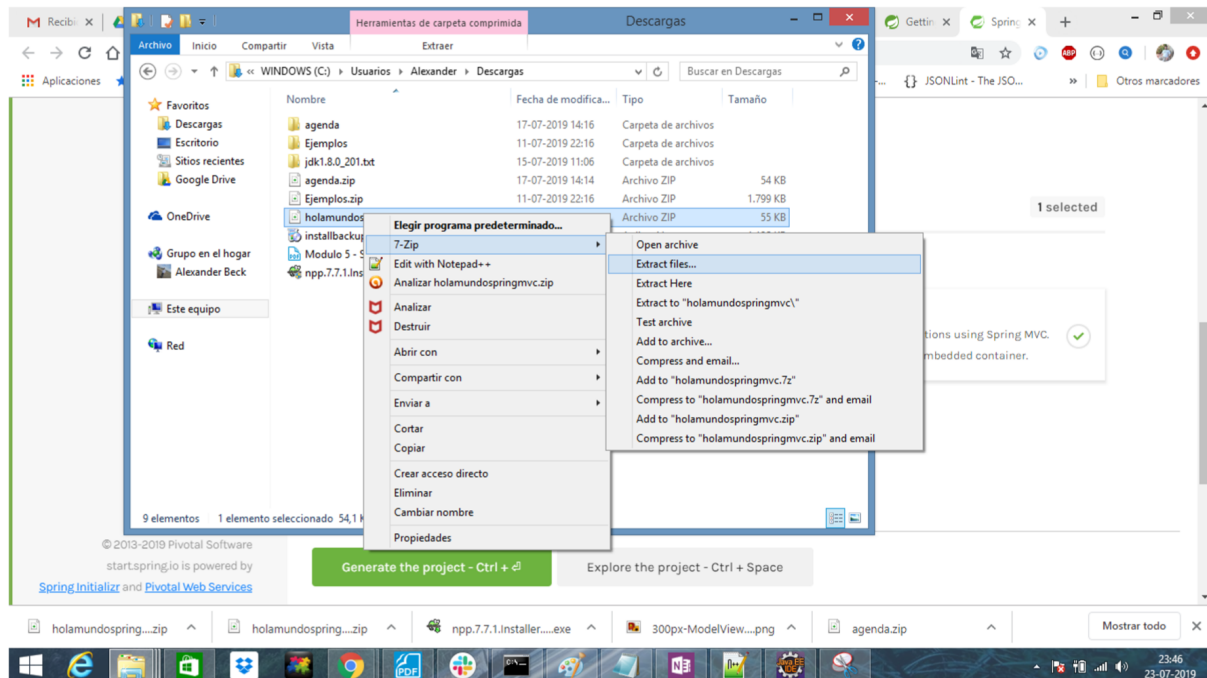 Recibi
Herramientas de carpeta comprimida
Descargas
Gettin
Spring
Archivo Inicio Compartir Vista Extraer
« WINDOWS (C:) Usuarios Alexander Descargas
Buscar en Descargas
ABP
Aplicaciones
{} JSONLint - The JSO...
»
Otros marcadores
Nombre Fecha de modifica... Tipo Tamaño
Favoritos
Descargas
Escritorio
Sitios recientes
Google Drive
OneDrive
Grupo en el hogar
Alexander Beck
Este equipo
Red
agenda 17-07-2019 14:16 Carpeta de archivos
Ejemplos 11-07-2019 22:16 Carpeta de archivos
jdk1.8.0_201.txt 15-07-2019 11:06 Carpeta de archivos
agenda.zip 17-07-2019 14:14 Archivo ZIP 54 KB
Ejemplos.zip 11-07-2019 22:16 Archivo ZIP 1.799 KB
holamundos Archivo ZIP 55 KB
installbackup
Modulo 5 - S
npp.7.7.1.Ins
Elegir programa predeterminado...
7-Zip
Edit with Notepad++
Analizar holamundospringmvc.zip
Analizar
Destruir
Abrir con
Compartir con
Enviar a
Cortar
Copiar
Crear acceso directo
Eliminar
Cambiar nombre
Propiedades
Open archive
Extract files...
Extract Here
Extract to "holamundospringmvc\"
Test archive
Add to archive...
Compress and email...
Add to "holamundospringmvc.7z"
Compress to "holamundospringmvc.7z" and email
Add to "holamundospringmvc.zip"
Compress to "holamundospringmvc.zip" and email
1 selected
tions using Spring MVC.
mbedded container.
9 elementos 1 elemento seleccionado 54,1 K
© 2013-2019 Pivotal Software
start.spring.io is powered by
Spring Initializr and Pivotal Web Services
Generate the project - Ctrl + ⏎
Explore the project - Ctrl + Space
holamundospring....zip
holamundospring....zip
npp.7.7.1.Installer.....exe
300px-ModelView....png
agenda.zip
Mostrar todo
PDF
23:46
23-07-2019